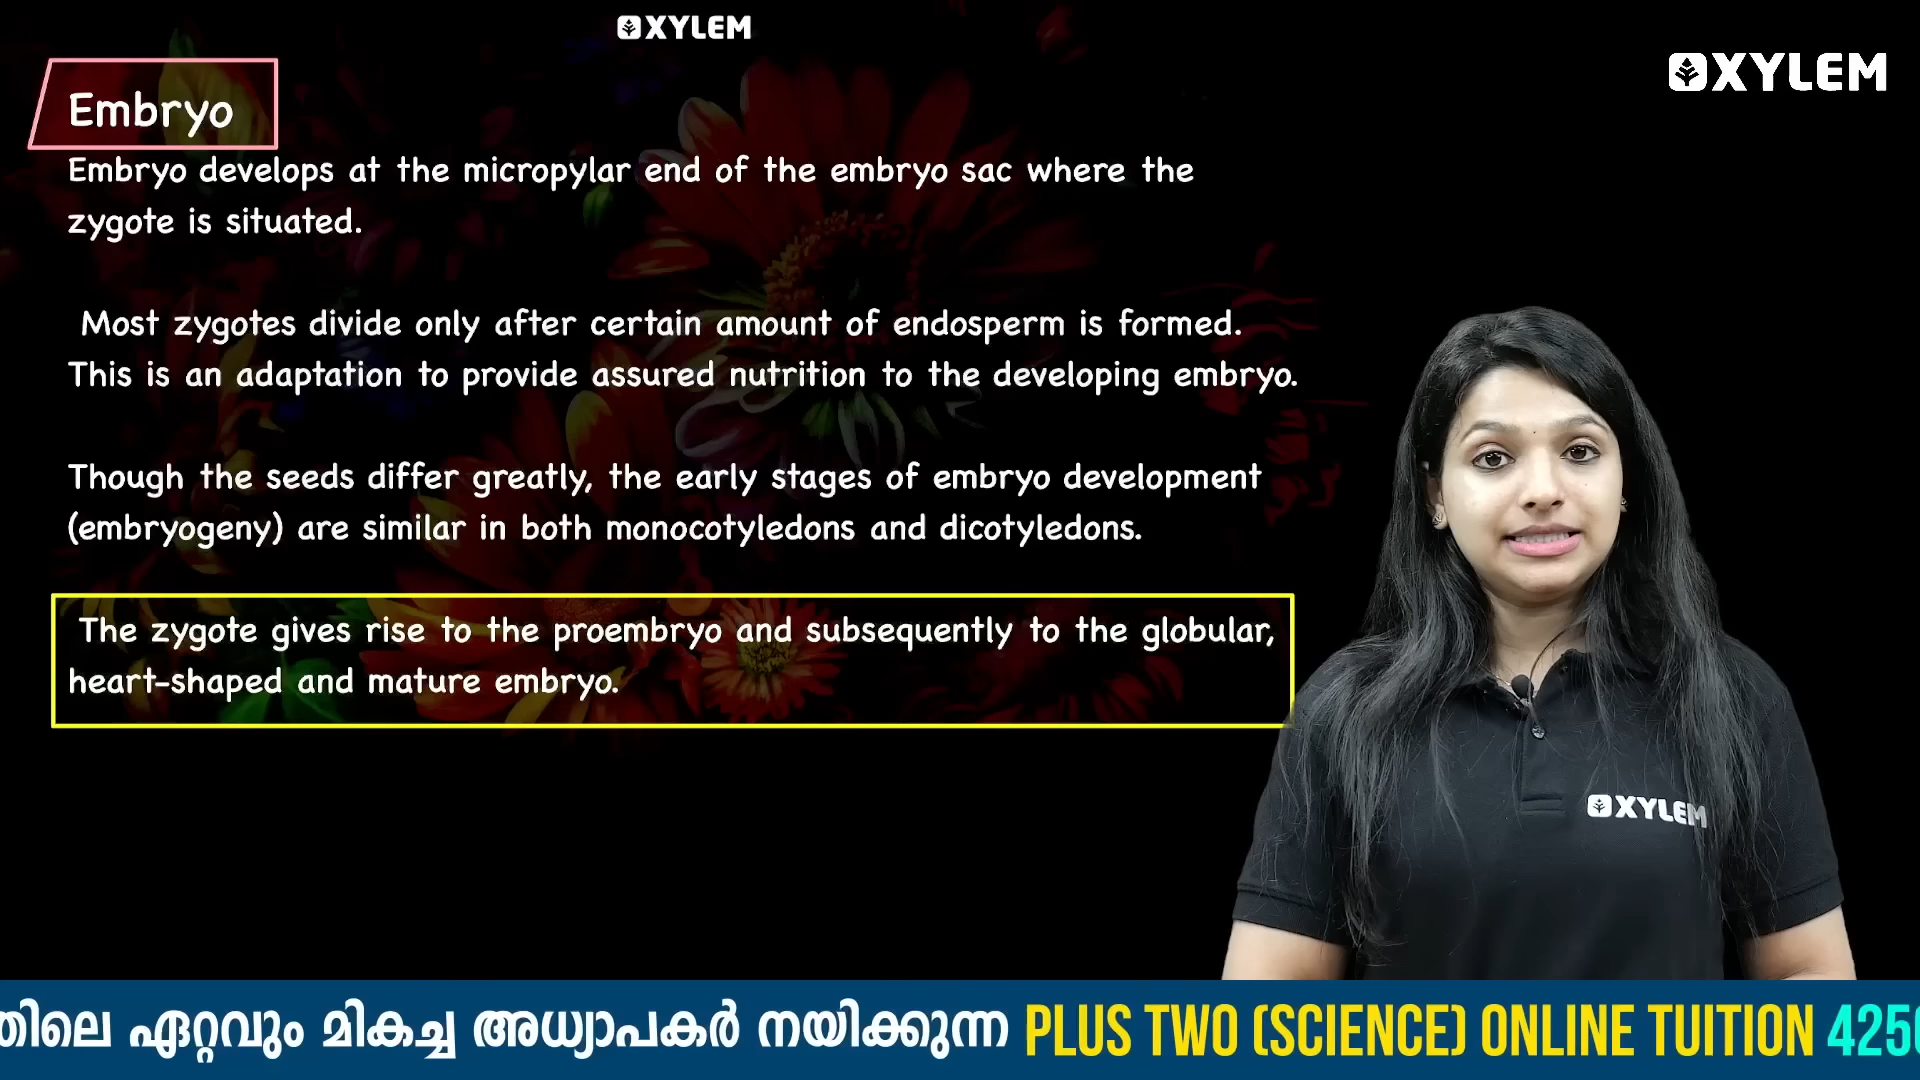 XYLEM
XYLEM
Embryo
Embryo develops at the micropylar end of the embryo sac where the
zygote is situated.
Most zygotes divide only after certain amount of endosperm is formed.
This is an adaptation to provide assured nutrition to the developing embryo.
Though the seeds differ greatly, the early stages of embryo development
(embryogeny) are similar in both monocotyledons and dicotyledons.
The zygote gives rise to the proembryo and subsequently to the globular,
heart-shaped and mature embryo.
XYLEM
തിലെ ഏറ്റവും മികച്ച അധ്യാപകർ നയിക്കുന്ന PLUS TWO (SCIENCE) ONLINE TUITION 425